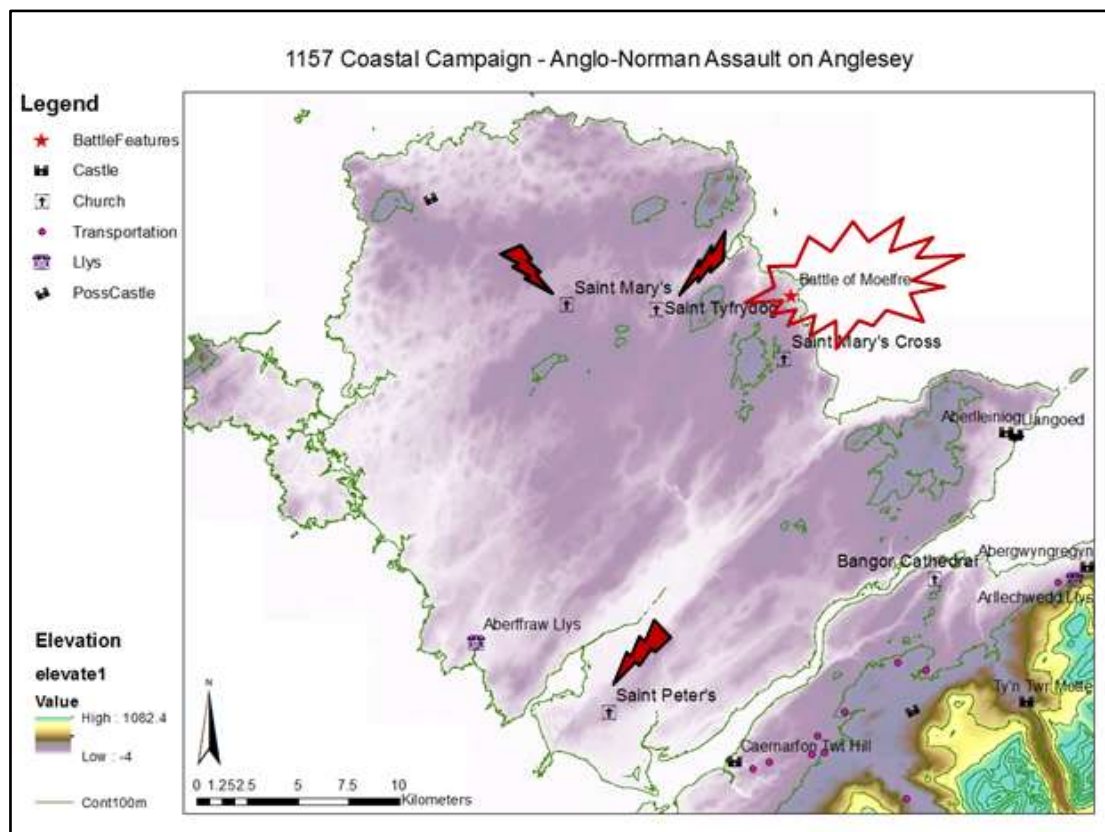 1157 Coastal Campaign - Anglo-Norman Assault on Anglesey
Legend
BattleFeatures
Castle
Church
Transportation
Llys
PossCastle
Battle of Moelfre
Saint Mary's
Saint Tyfrydog
Saint Mary's Cross
Aberlleiniog
Llangoed
Abergwyngregyn
Bangor Cathedral
Arllechwedd Llys
Aberffraw Llys
Saint Peter's
Ty'n Twr Motte
Caernarfon Twt Hill
Elevation
elevate1
Value
High : 1082.4
Low : -4
Cont100m
N
0 1.252.5 5 7.5 10
Kilometers